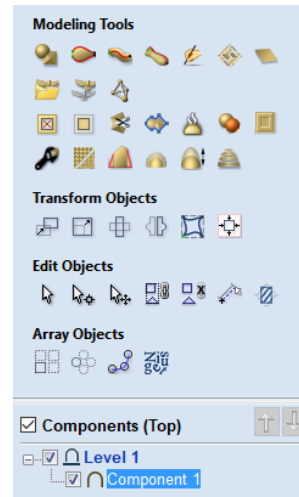 Modeling Tools
Transform Objects
Edit Objects
Array Objects
Components (Top)
Level 1
Component 1